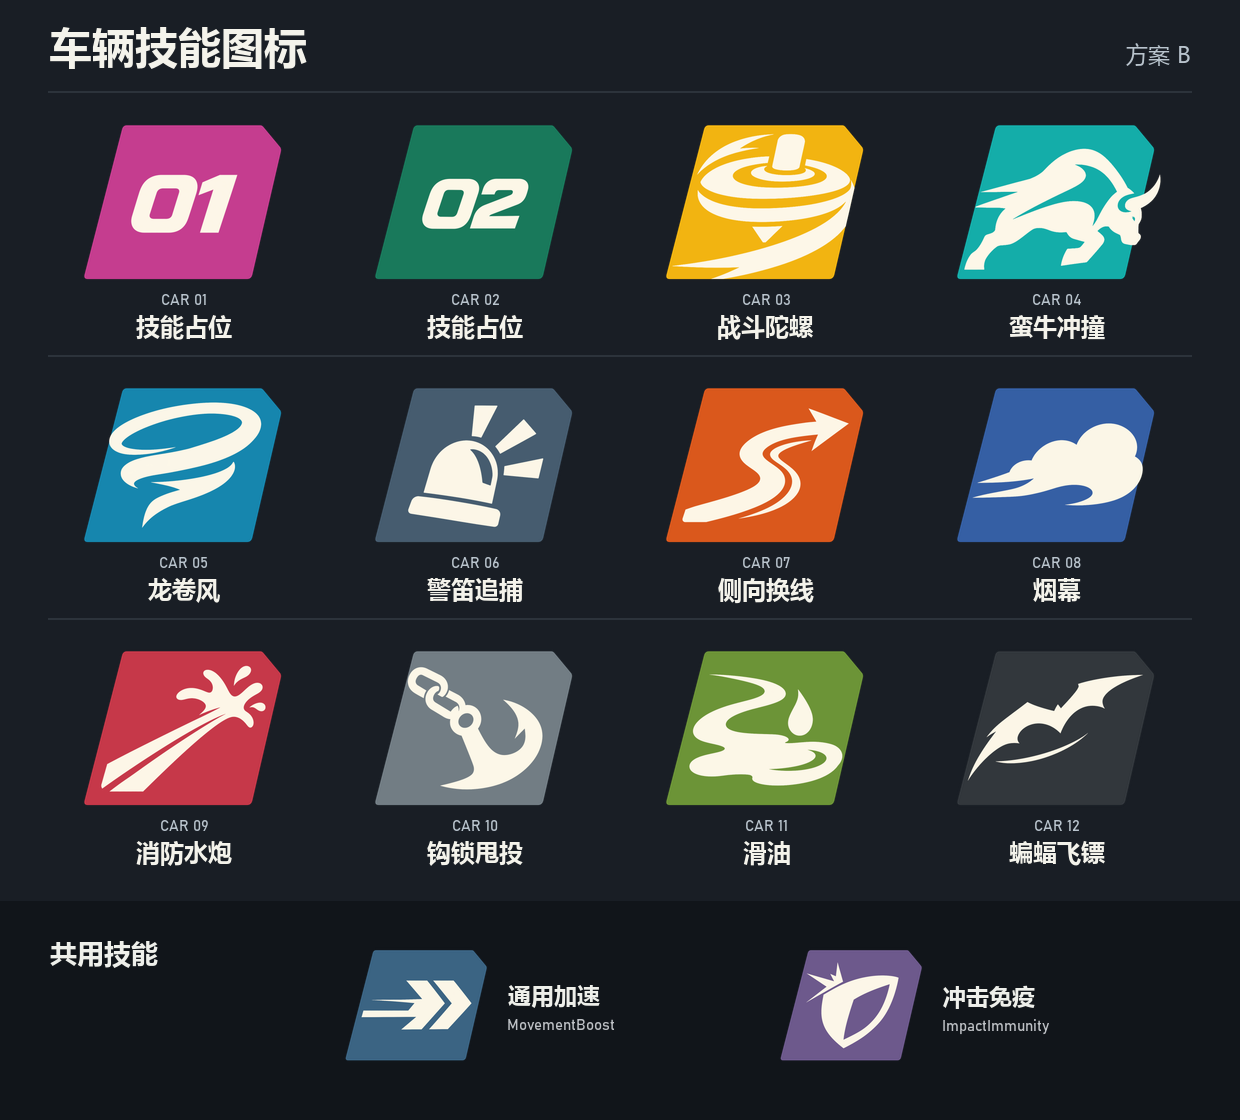 车辆技能图标
方案 B
01
02
CAR 01
CAR 02
CAR 03
CAR 04
技能占位
技能占位
战斗陀螺
蛮牛冲撞
CAR 05
CAR 06
CAR 07
CAR 08
龙卷风
警笛追捕
侧向换线
烟幕
CAR 09
CAR 10
CAR 11
CAR 12
消防水炮
钩锁甩投
滑油
蝙蝠飞镖
共用技能
通用加速
MovementBoost
冲击免疫
ImpactImmunity